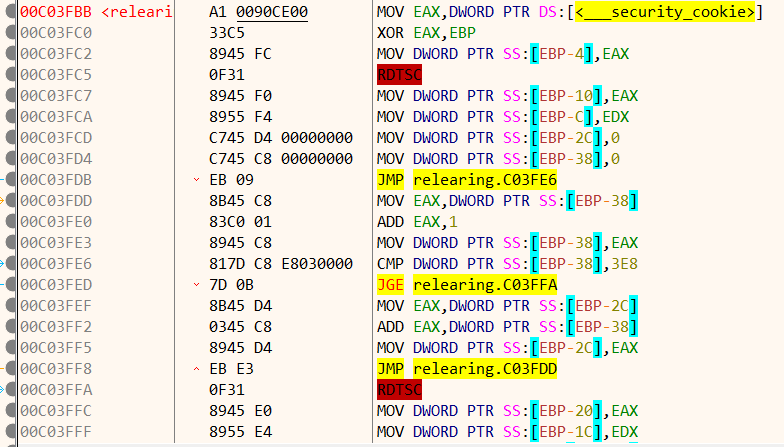 00C03FBB <releari A1 0090CE00 MOV EAX,DWORD PTR DS:[<___security_cookie>]
00C03FC0 33C5 XOR EAX,EBP
00C03FC2 8945 FC MOV DWORD PTR SS:[EBP-4],EAX
00C03FC5 0F31 RDTSC
00C03FC7 8945 F0 MOV DWORD PTR SS:[EBP-10],EAX
00C03FCA 8955 F4 MOV DWORD PTR SS:[EBP-C],EDX
00C03FCD C745 D4 00000000 MOV DWORD PTR SS:[EBP-2C],0
00C03FD4 C745 C8 00000000 MOV DWORD PTR SS:[EBP-38],0
00C03FDB EB 09 JMP relearing.C03FE6
00C03FDD 8B45 C8 MOV EAX,DWORD PTR SS:[EBP-38]
00C03FE0 83C0 01 ADD EAX,1
00C03FE3 8945 C8 MOV DWORD PTR SS:[EBP-38],EAX
00C03FE6 817D C8 E8030000 CMP DWORD PTR SS:[EBP-38],3E8
00C03FED 7D 0B JGE relearing.C03FFA
00C03FEF 8B45 D4 MOV EAX,DWORD PTR SS:[EBP-2C]
00C03FF2 0345 C8 ADD EAX,DWORD PTR SS:[EBP-38]
00C03FF5 8945 D4 MOV DWORD PTR SS:[EBP-2C],EAX
00C03FF8 EB E3 JMP relearing.C03FDD
00C03FFA 0F31 RDTSC
00C03FFC 8945 E0 MOV DWORD PTR SS:[EBP-20],EAX
00C03FFF 8955 E4 MOV DWORD PTR SS:[EBP-1C],EDX